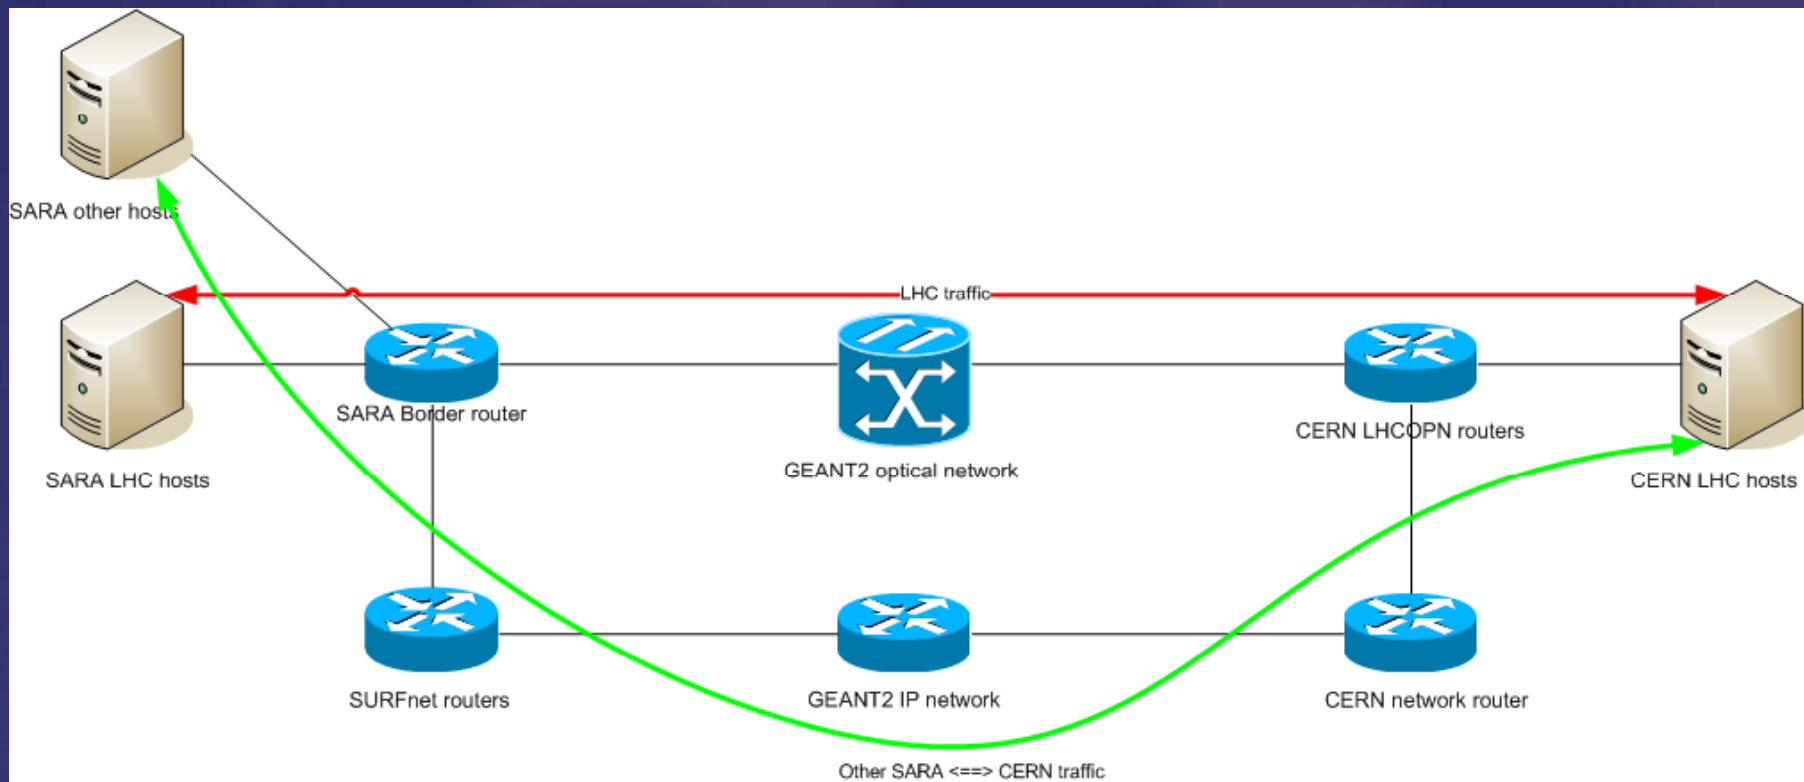 SARA other hosts
LHC traffic
SARA Border router
CERN LHCOPN routers
GEANT2 optical network
SARA LHC hosts
CERN LHC hosts
SURFnet routers
GEANT2 IP network
CERN network router
Other SARA <==> CERN traffic